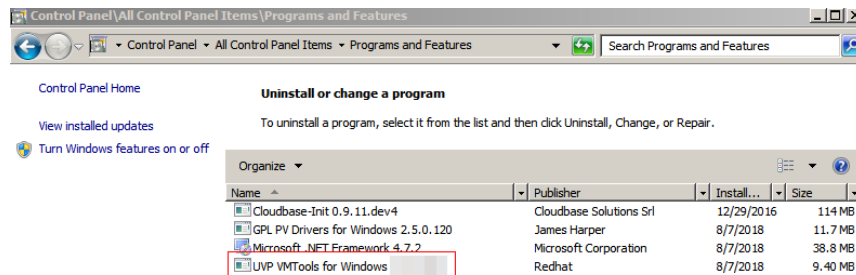 Control Panel\All Control Panel Items\Programs and Features
Control Panel All Control Panel Items Programs and Features Search Programs and Features
Control Panel Home
Uninstall or change a program
View installed updates
To uninstall a program, select it from the list and then click Uninstall, Change, or Repair.
Turn Windows features on or off
Organize
Name Publisher Install... Size
Cloudbase-Init 0.9.11.dev4 Cloudbase Solutions Srl 12/29/2016 114 MB
GPL PV Drivers for Windows 2.5.0.120 James Harper 8/7/2018 11.7 MB
Microsoft .NET Framework 4.7.2 Microsoft Corporation 8/7/2018 38.8 MB
UVP VMTools for Windows Redhat 8/7/2018 9.40 MB